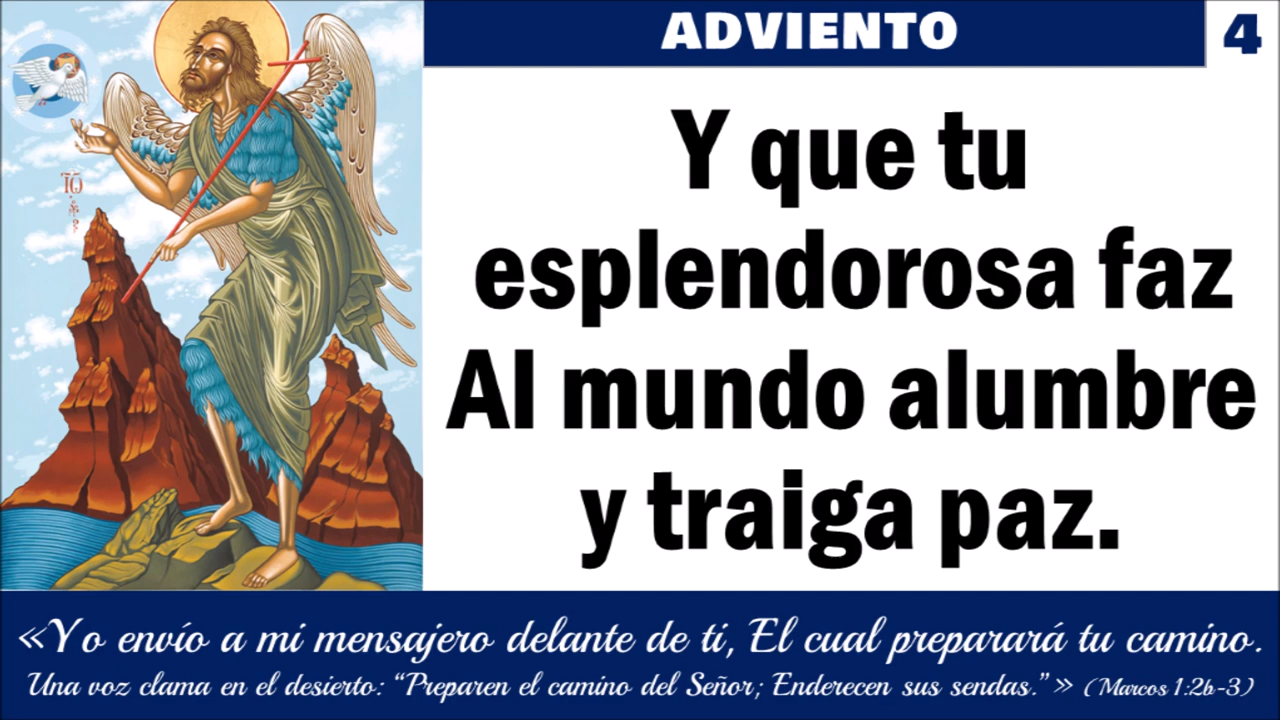 ADVIENTO
4
Y que tu
esplendorosa faz
Al mundo alumbre
y traiga paz.
«Yo envío a mi mensajero delante de ti, El cual preparará tu camino.
Una voz clama en el desierto: “Preparen el camino del Señor; Enderecen sus sendas.”» (Marcos 1:2b-3)